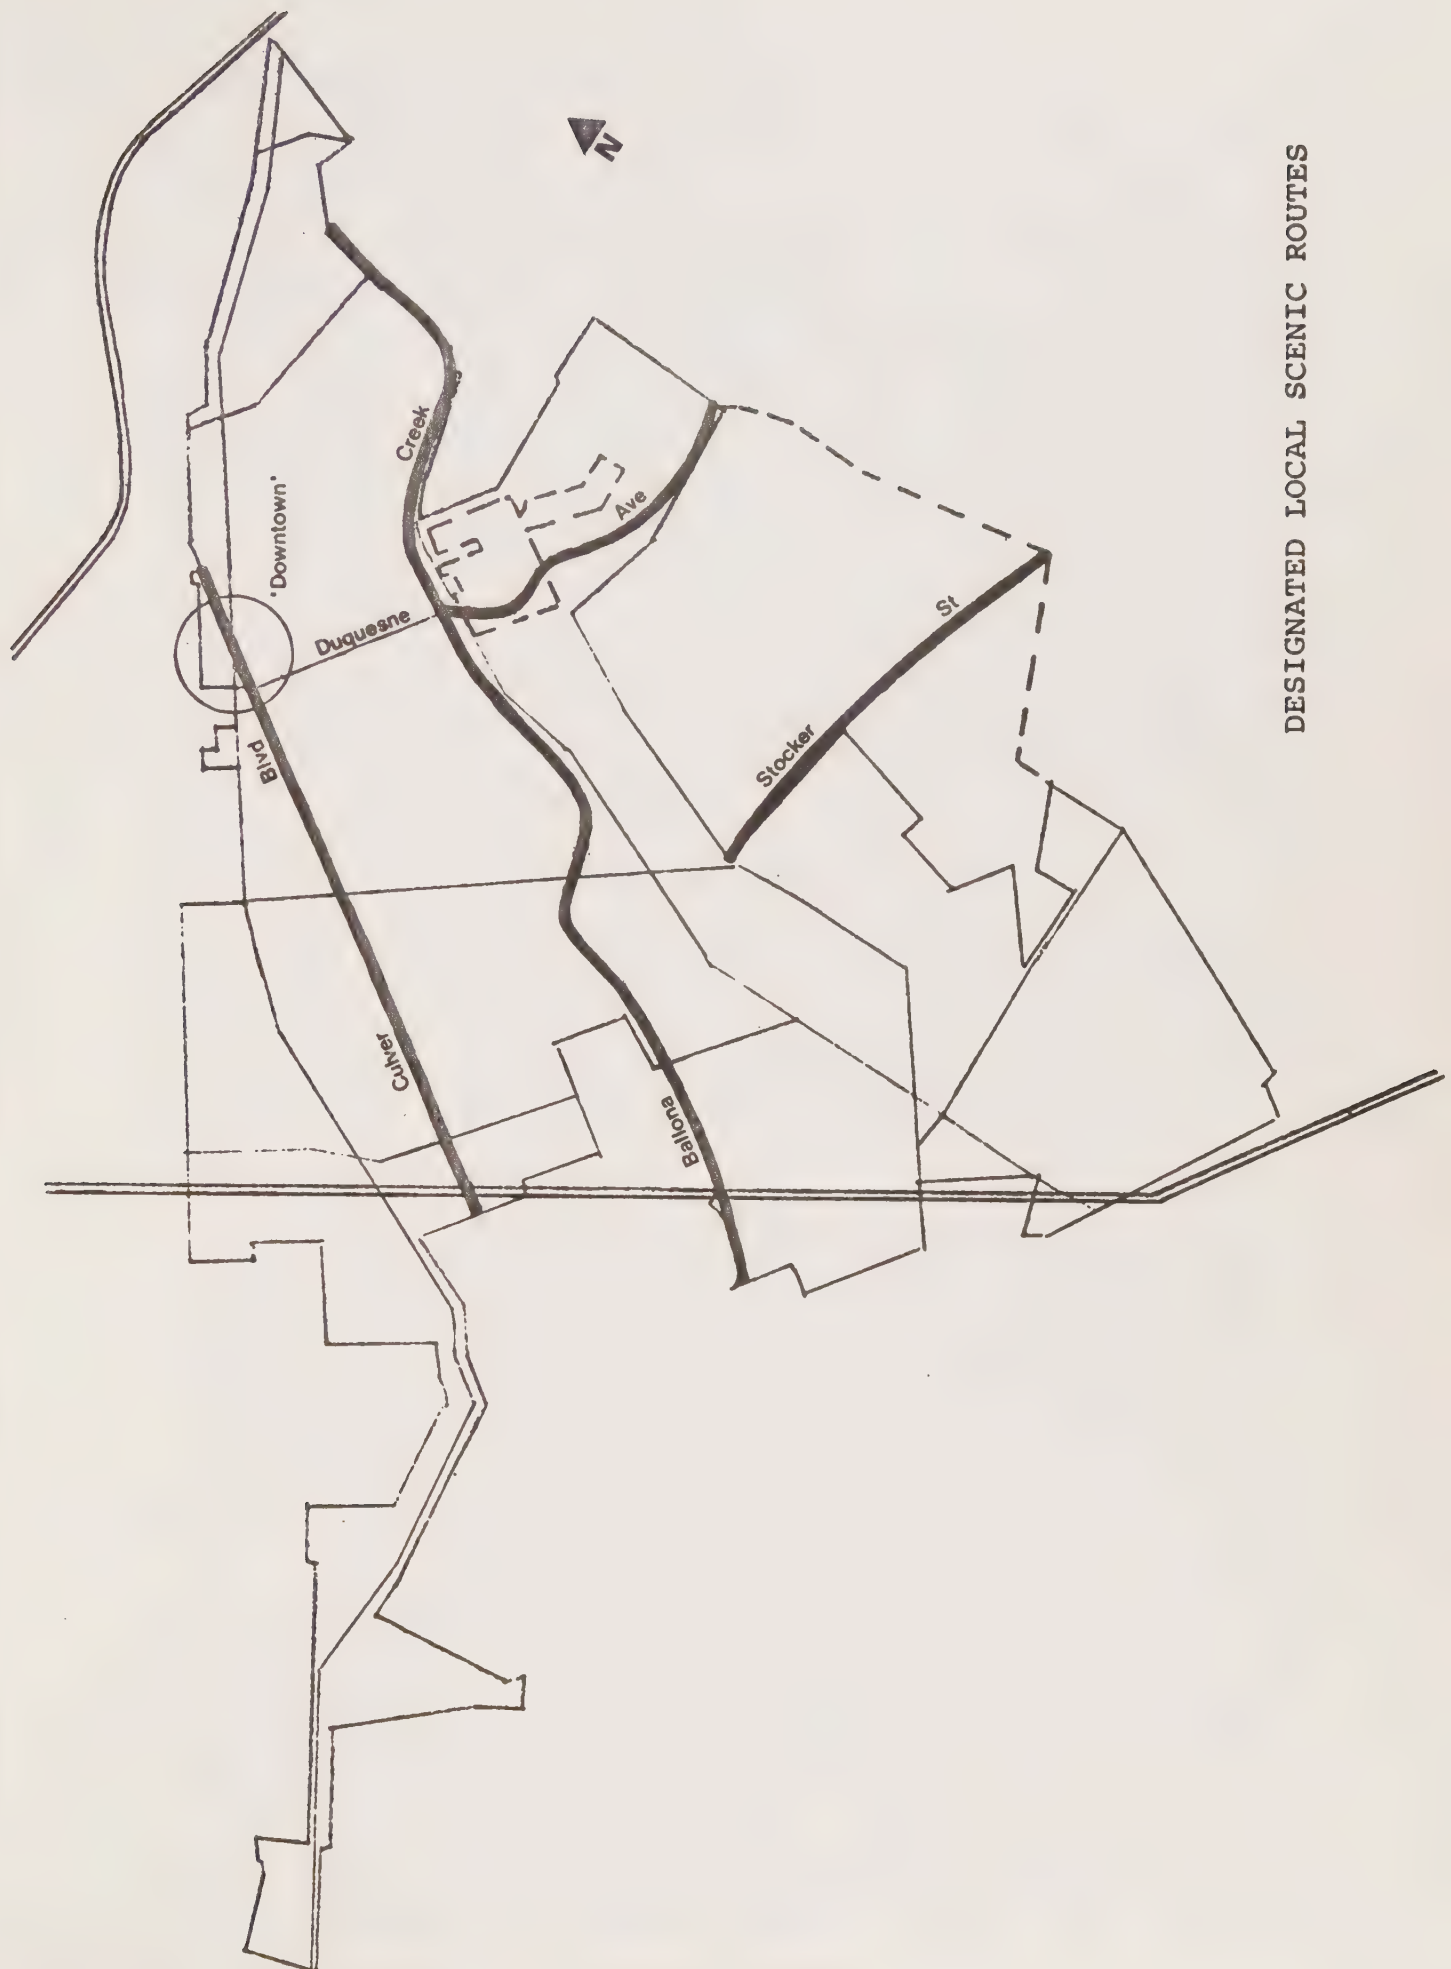 N
Creek
'Downtown'
Ave
Duquesne
St
Blvd
Stocker
Culver
Ballona
DESIGNATED LOCAL SCENIC ROUTES